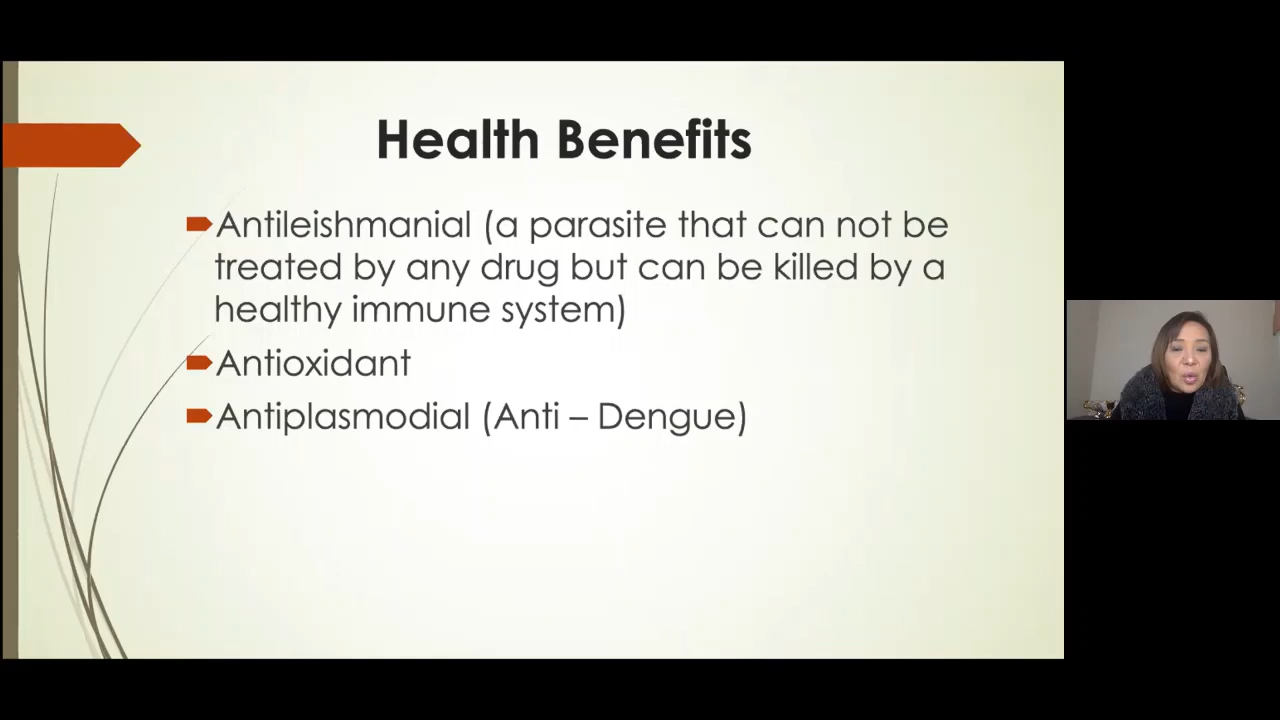 Health Benefits
Antileishmanial (a parasite that can not be
treated by any drug but can be killed by a
healthy immune system)
Antioxidant
Antiplasmodial (Anti – Dengue)